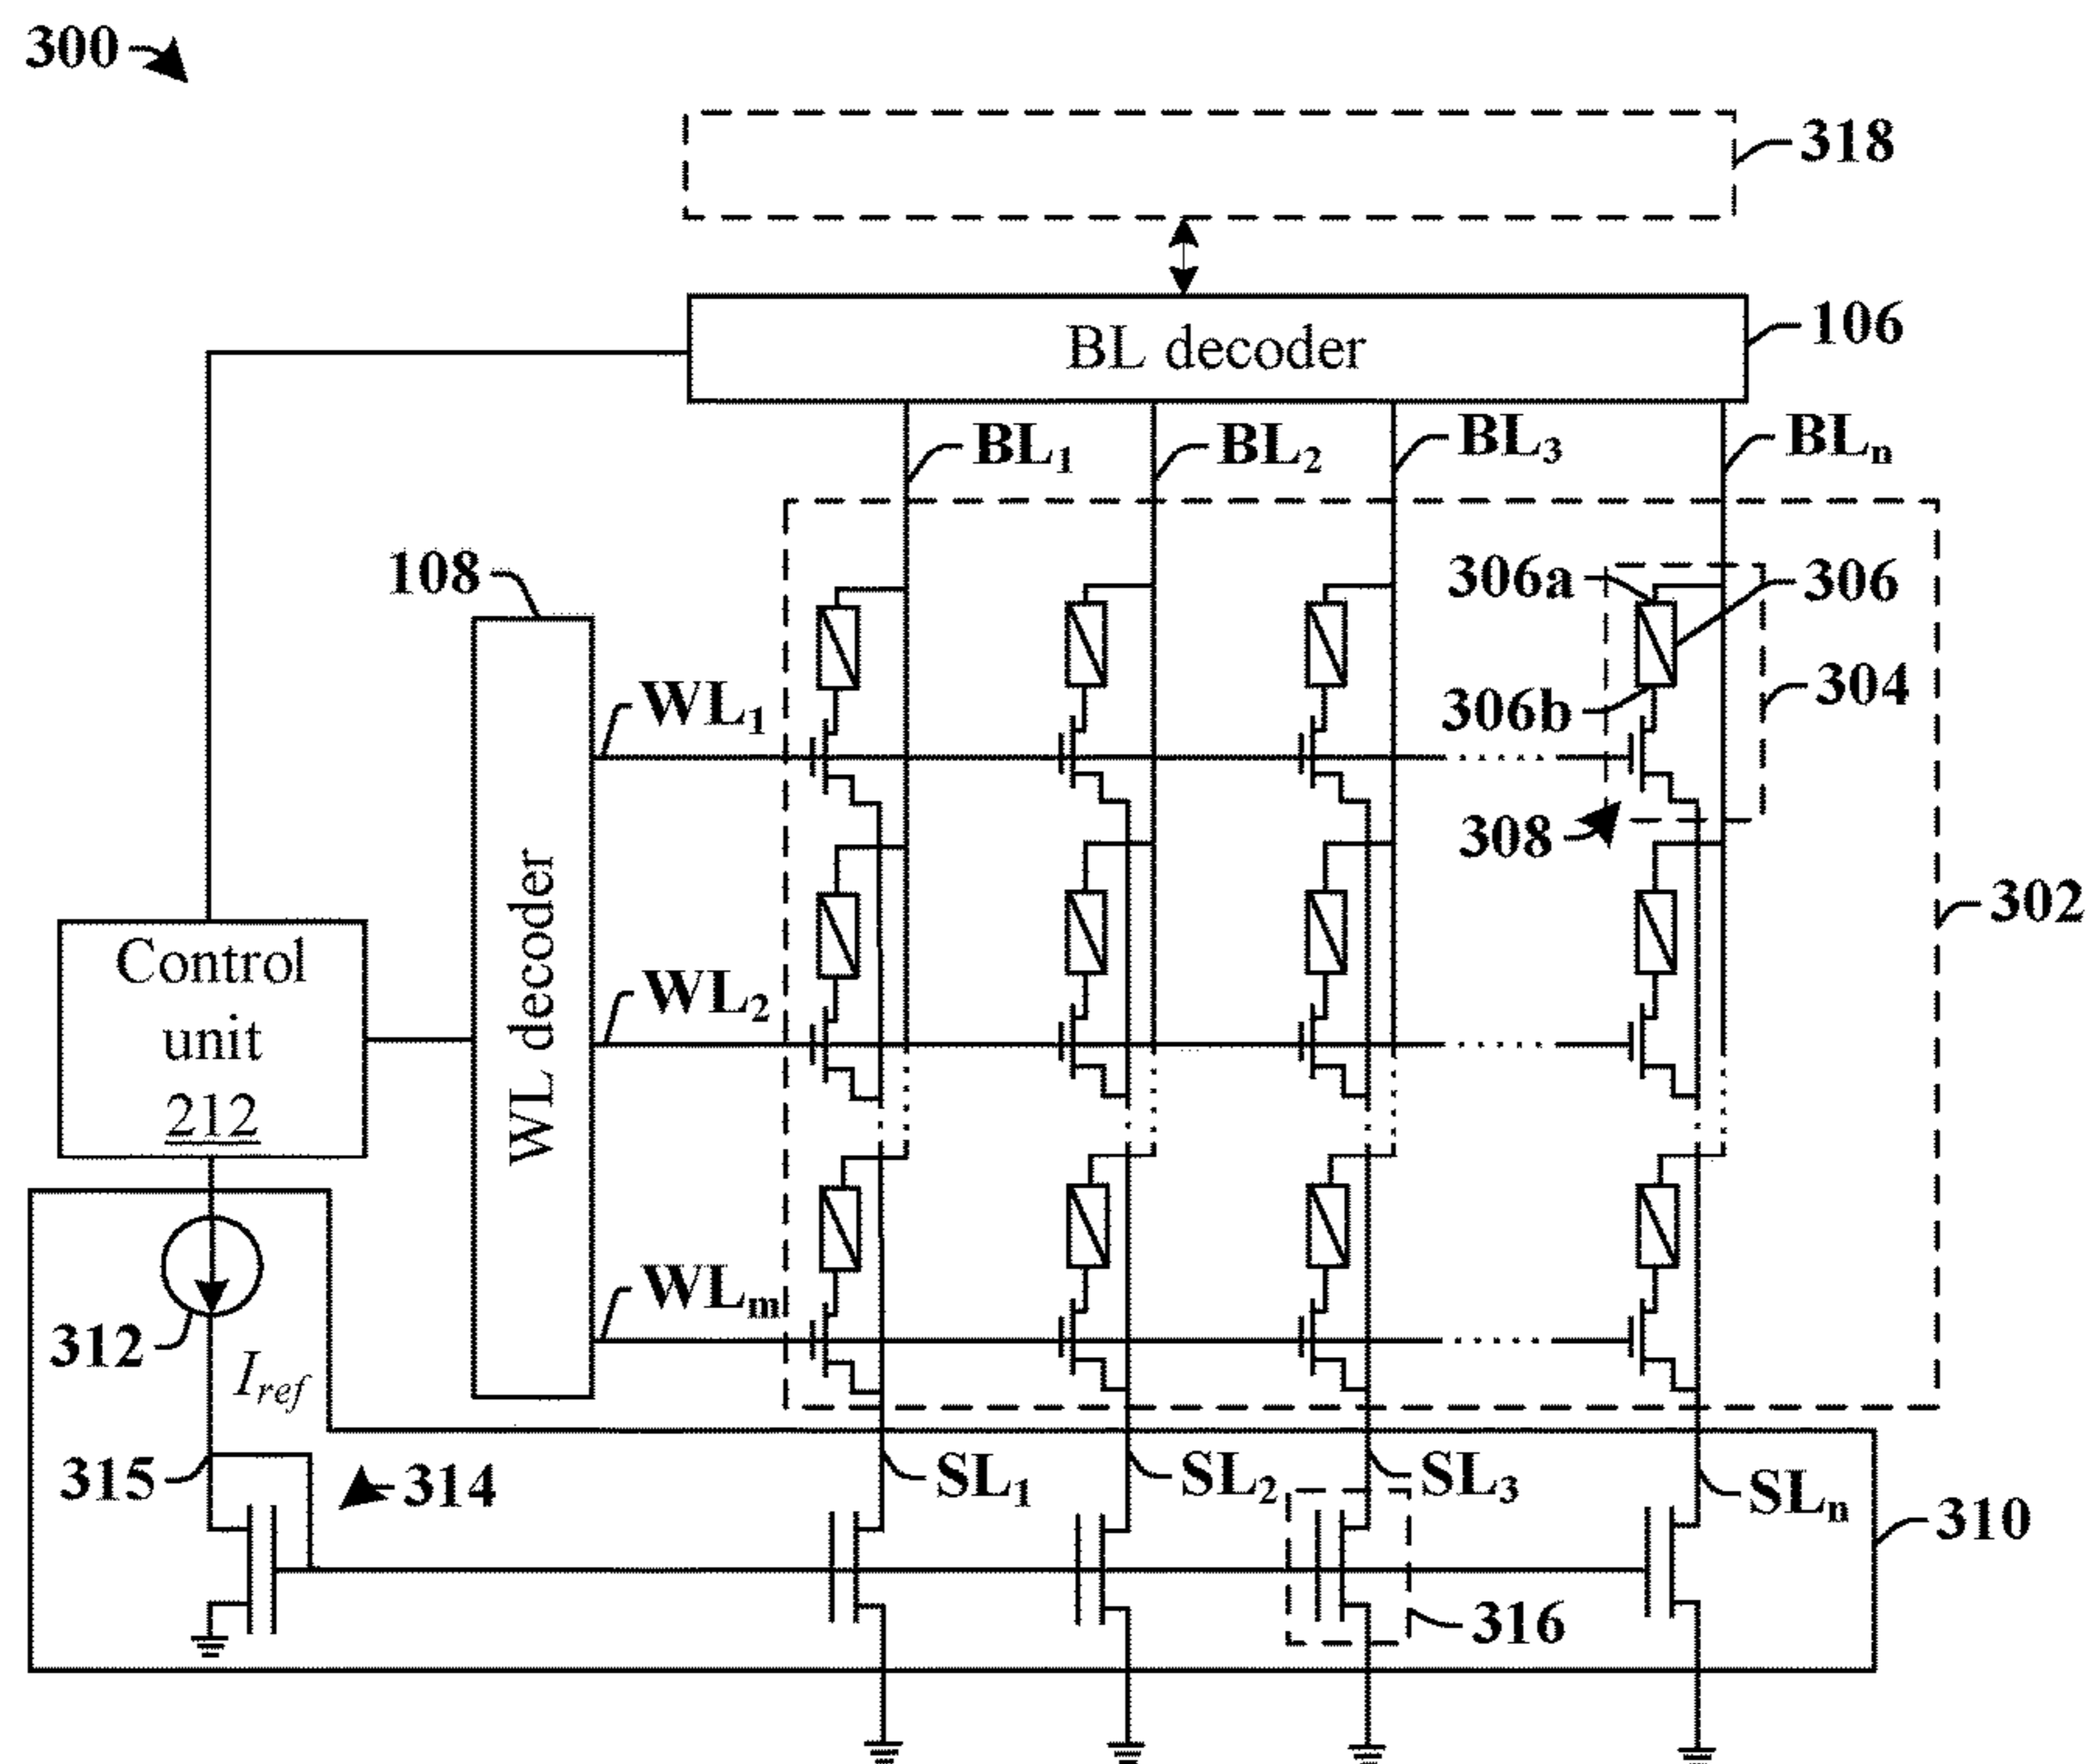 300
318
BL decoder
106
BL₁
BL₂
BL₃
BLₙ
108
306a
306
WL₁
306b
304
308
302
Control
unit
212
WL decoder
WL₂
312
I_ref
WLₘ
315
314
SL₁
SL₂
SL₃
SLₙ
310
316